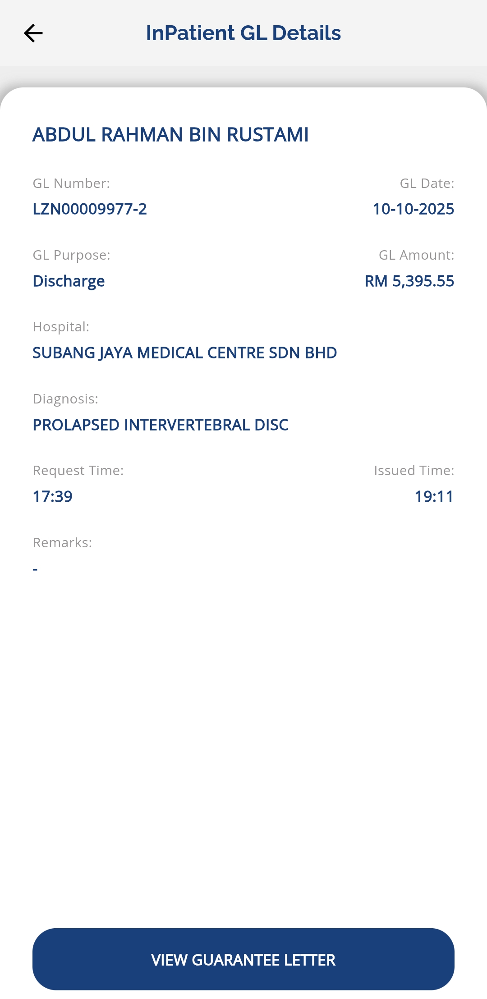 InPatient GL Details
ABDUL RAHMAN BIN RUSTAMI
GL Number: GL Date:
LZN00009977-2 10-10-2025
GL Purpose: GL Amount:
Discharge RM 5,395.55
Hospital:
SUBANG JAYA MEDICAL CENTRE SDN BHD
Diagnosis:
PROLAPSED INTERVERTEBRAL DISC
Request Time: Issued Time:
17:39 19:11
Remarks:
-
VIEW GUARANTEE LETTER